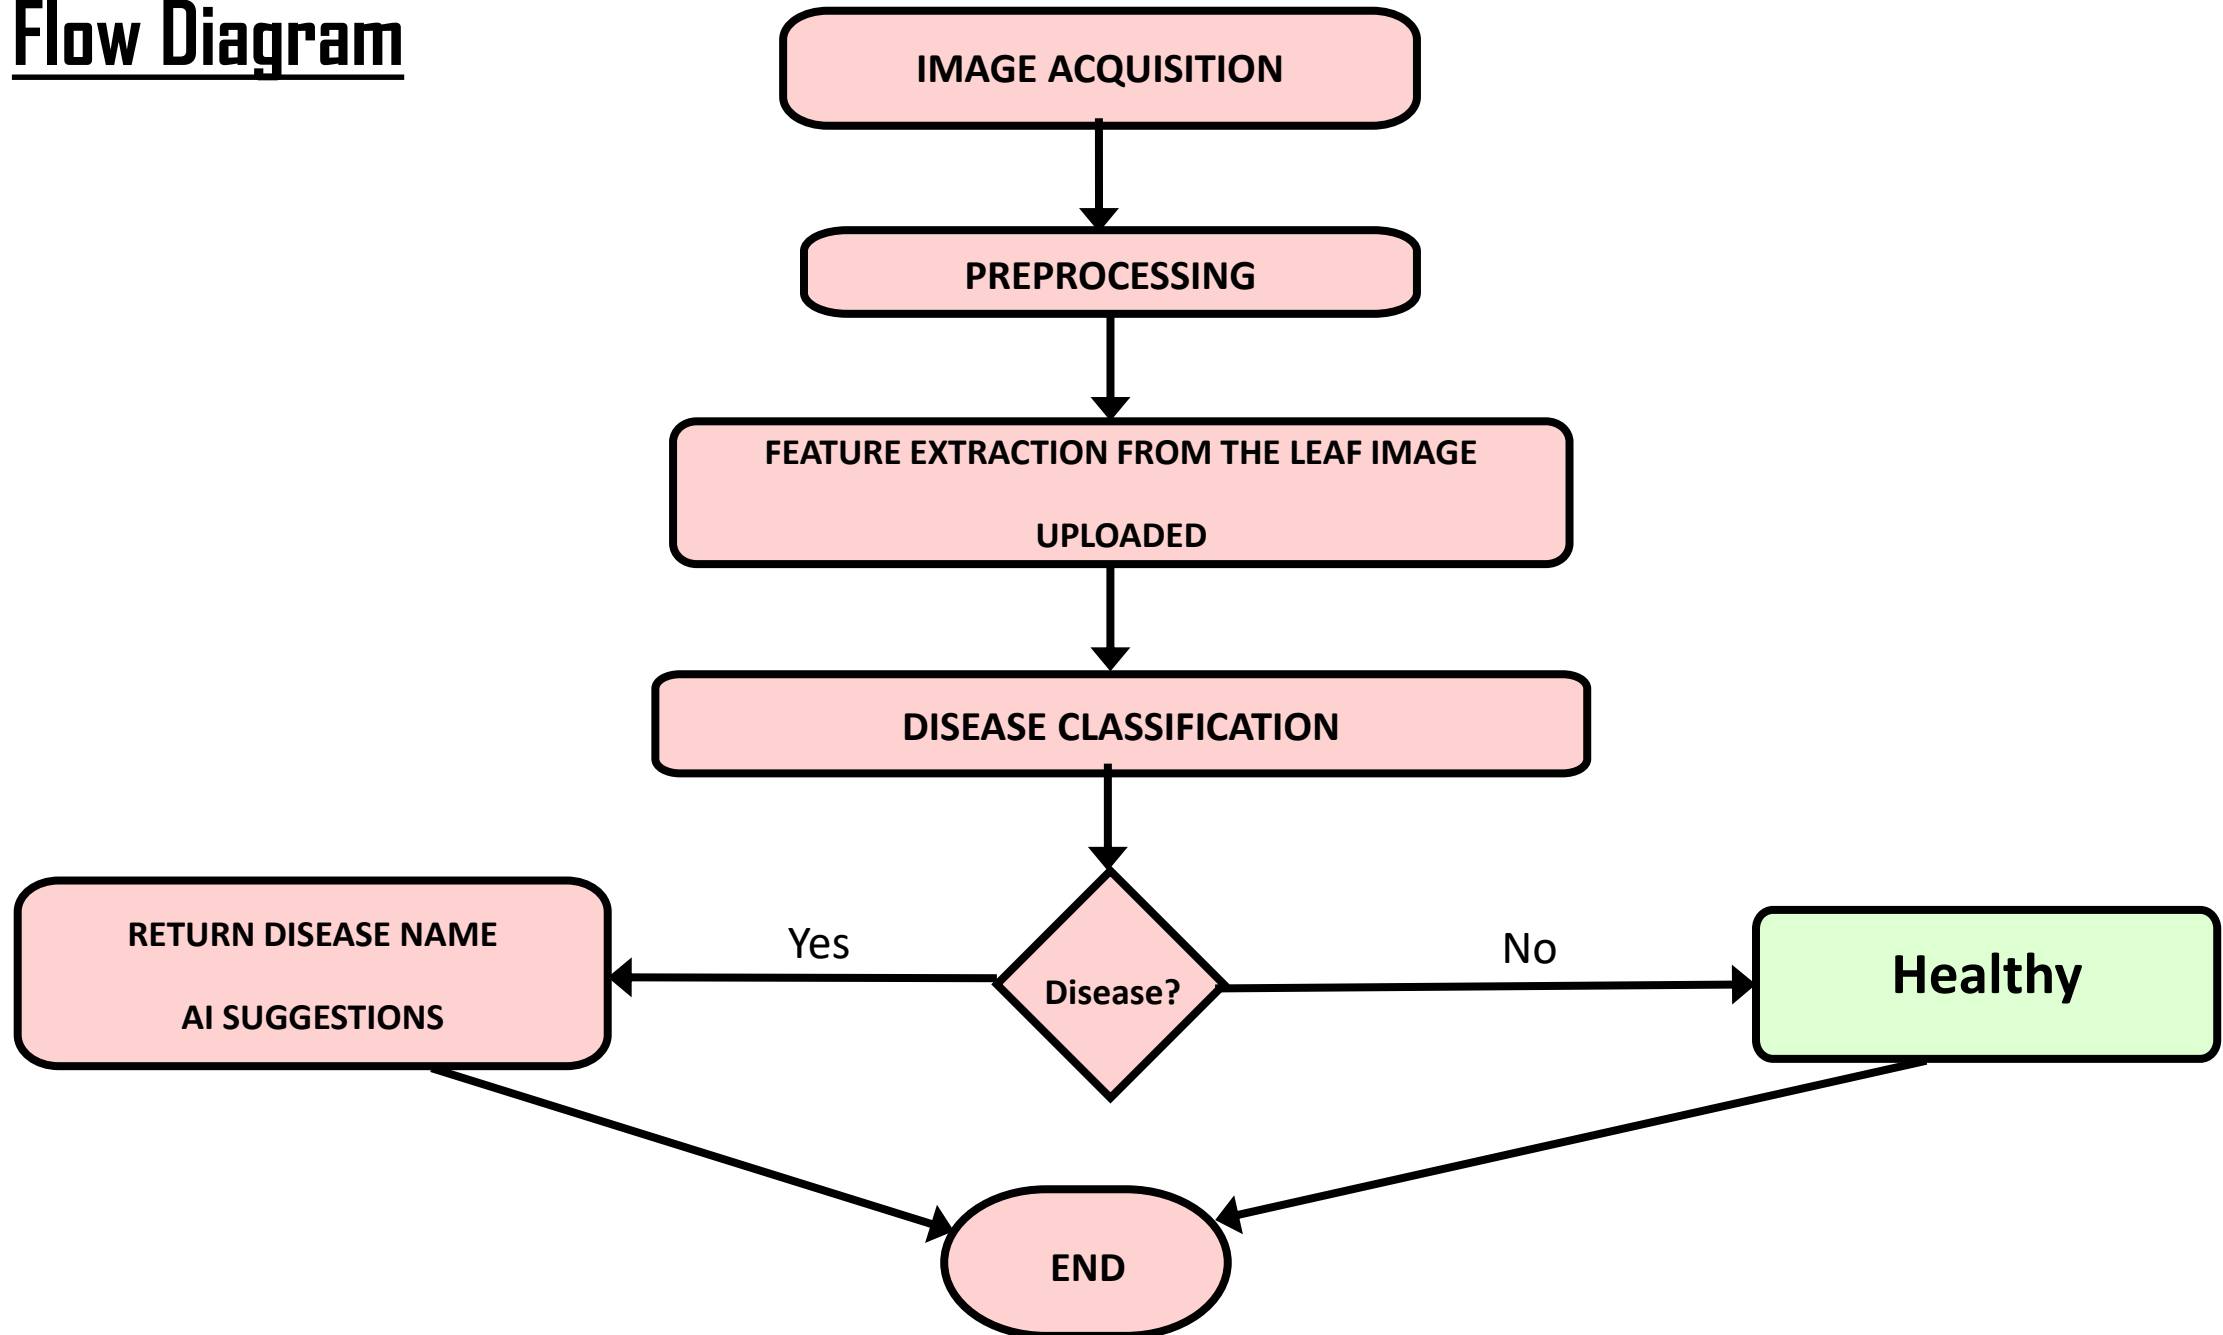 Flow Diagram
IMAGE ACQUISITION
PREPROCESSING
FEATURE EXTRACTION FROM THE LEAF IMAGE
UPLOADED
DISEASE CLASSIFICATION
RETURN DISEASE NAME
AI SUGGESTIONS
Yes
Disease?
No
Healthy
END